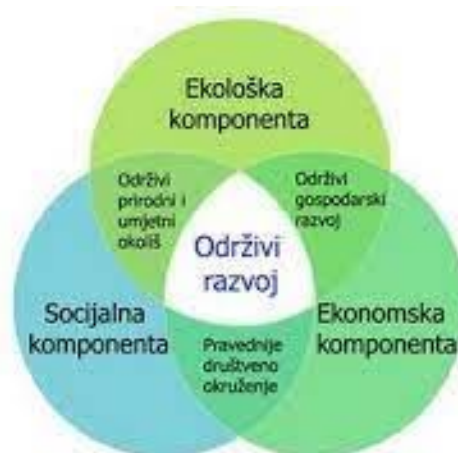 Ekološka
komponenta
Održivi
prirodni i
umjetni
okoliš
Održivi
gospodarski
razvoj
Održivi
razvoj
Socijalna
komponenta
Ekonomska
komponenta
Pravednije
društveno
okruženje